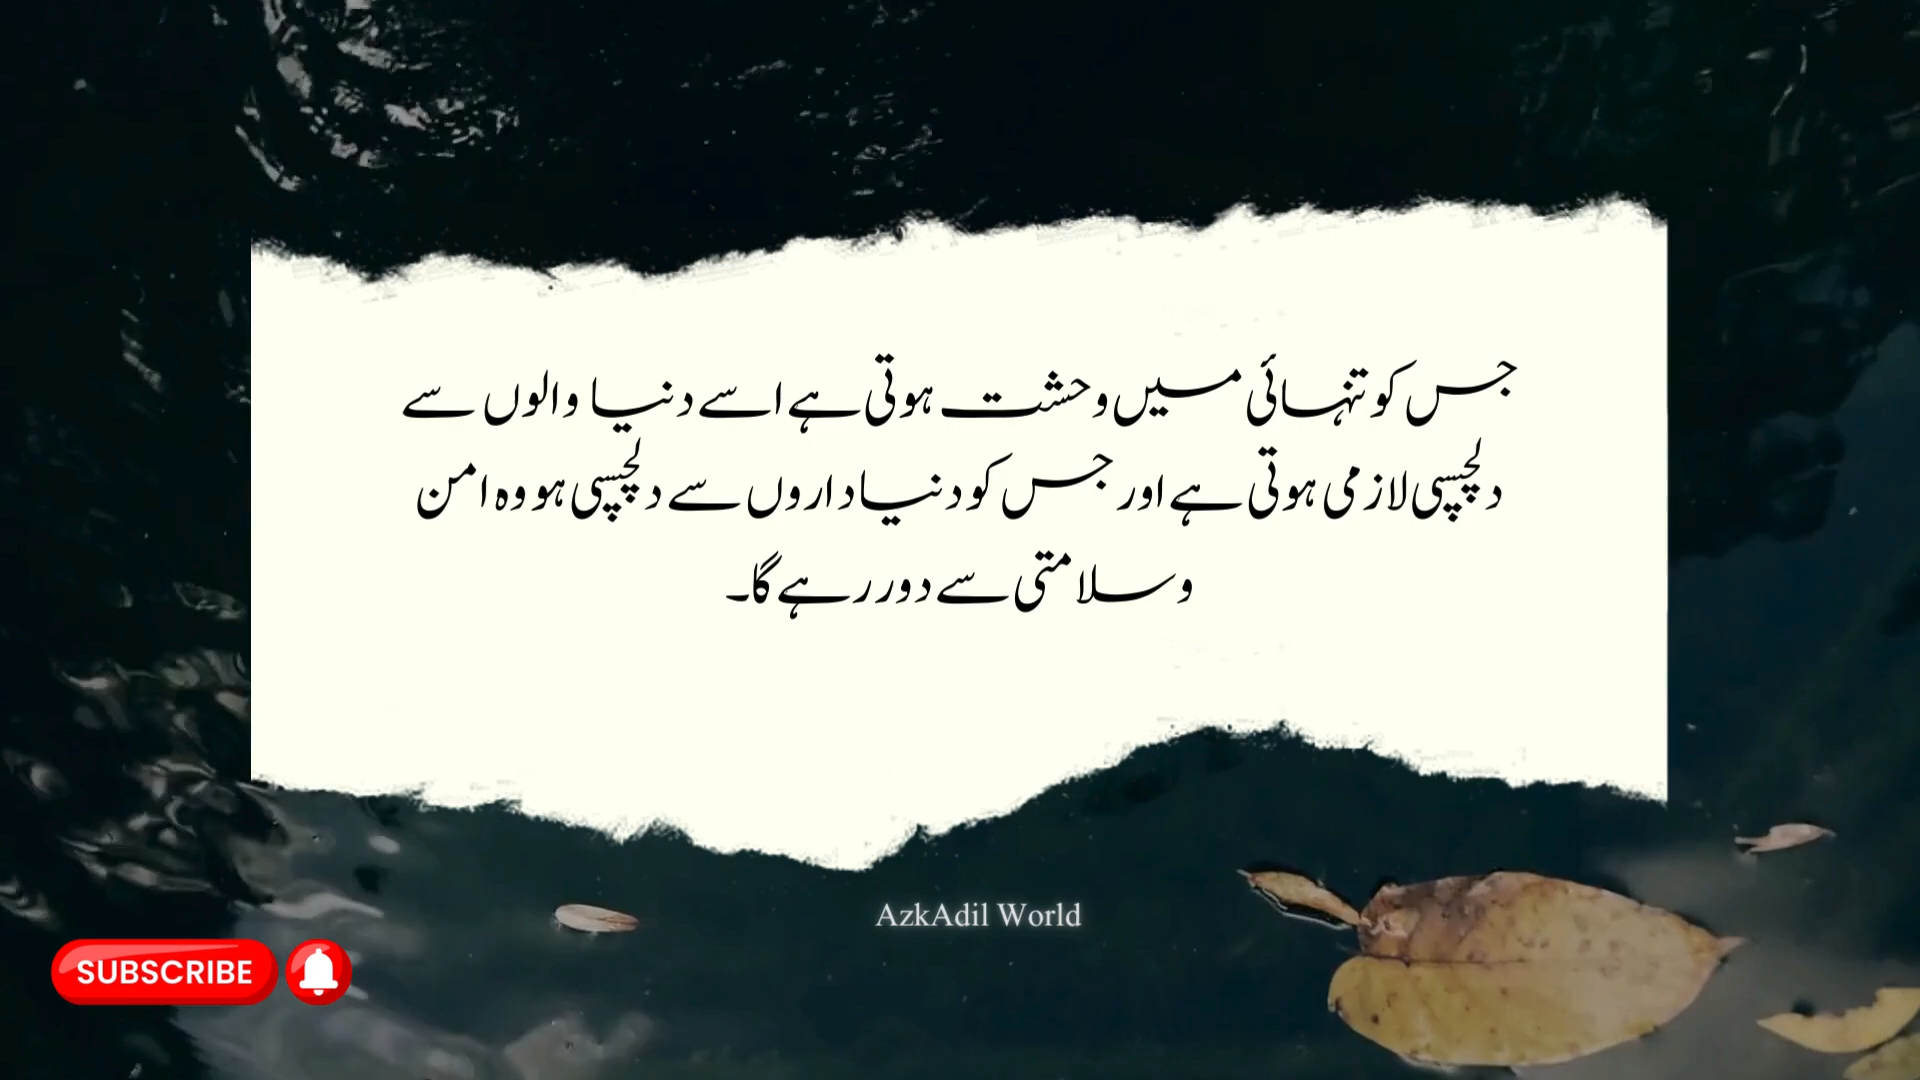 جس کو تنہائی میں وحشت ہوتی ہے اسے دنیا والوں سے
دلچسپی لازمی ہوتی ہے اور جس کو دنیا داروں سے دلچسپی ہو وہ امن
و سلامتی سے دور رہے گا۔
AzkAdil World
SUBSCRIBE